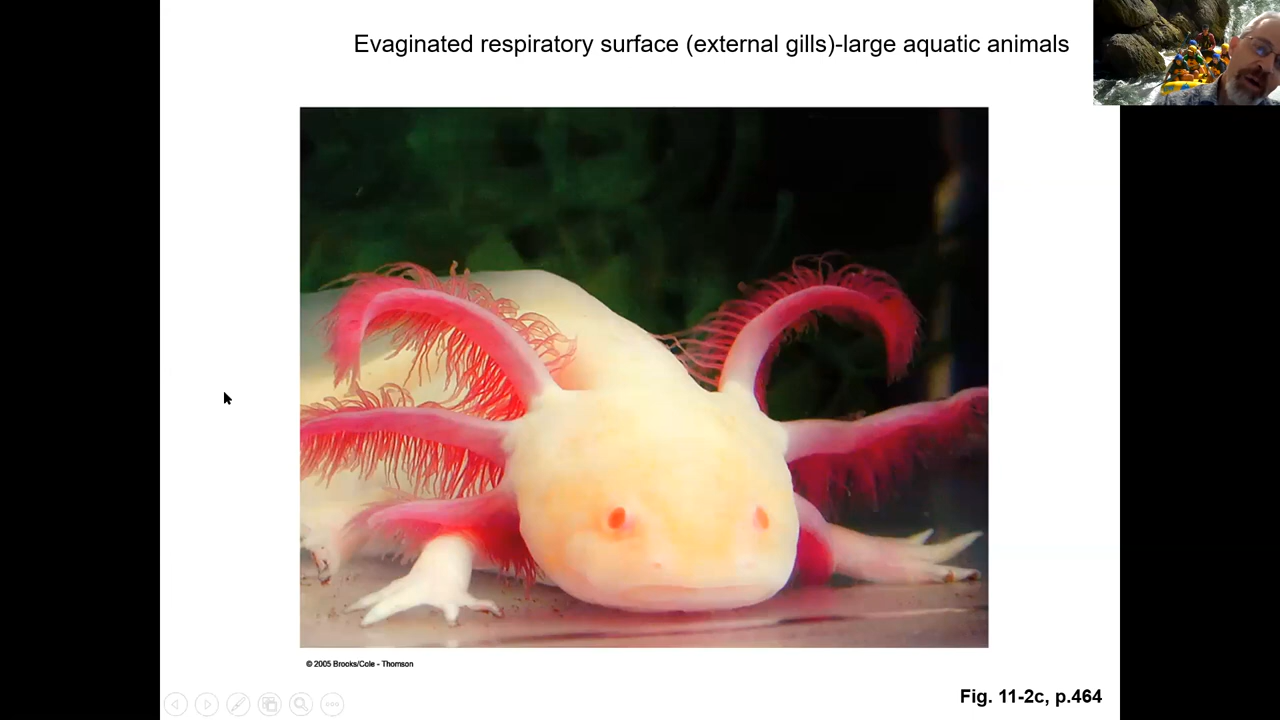 Evaginated respiratory surface (external gills)-large aquatic animals
© 2005 Brooks/Cole - Thomson
Fig. 11-2c, p.464